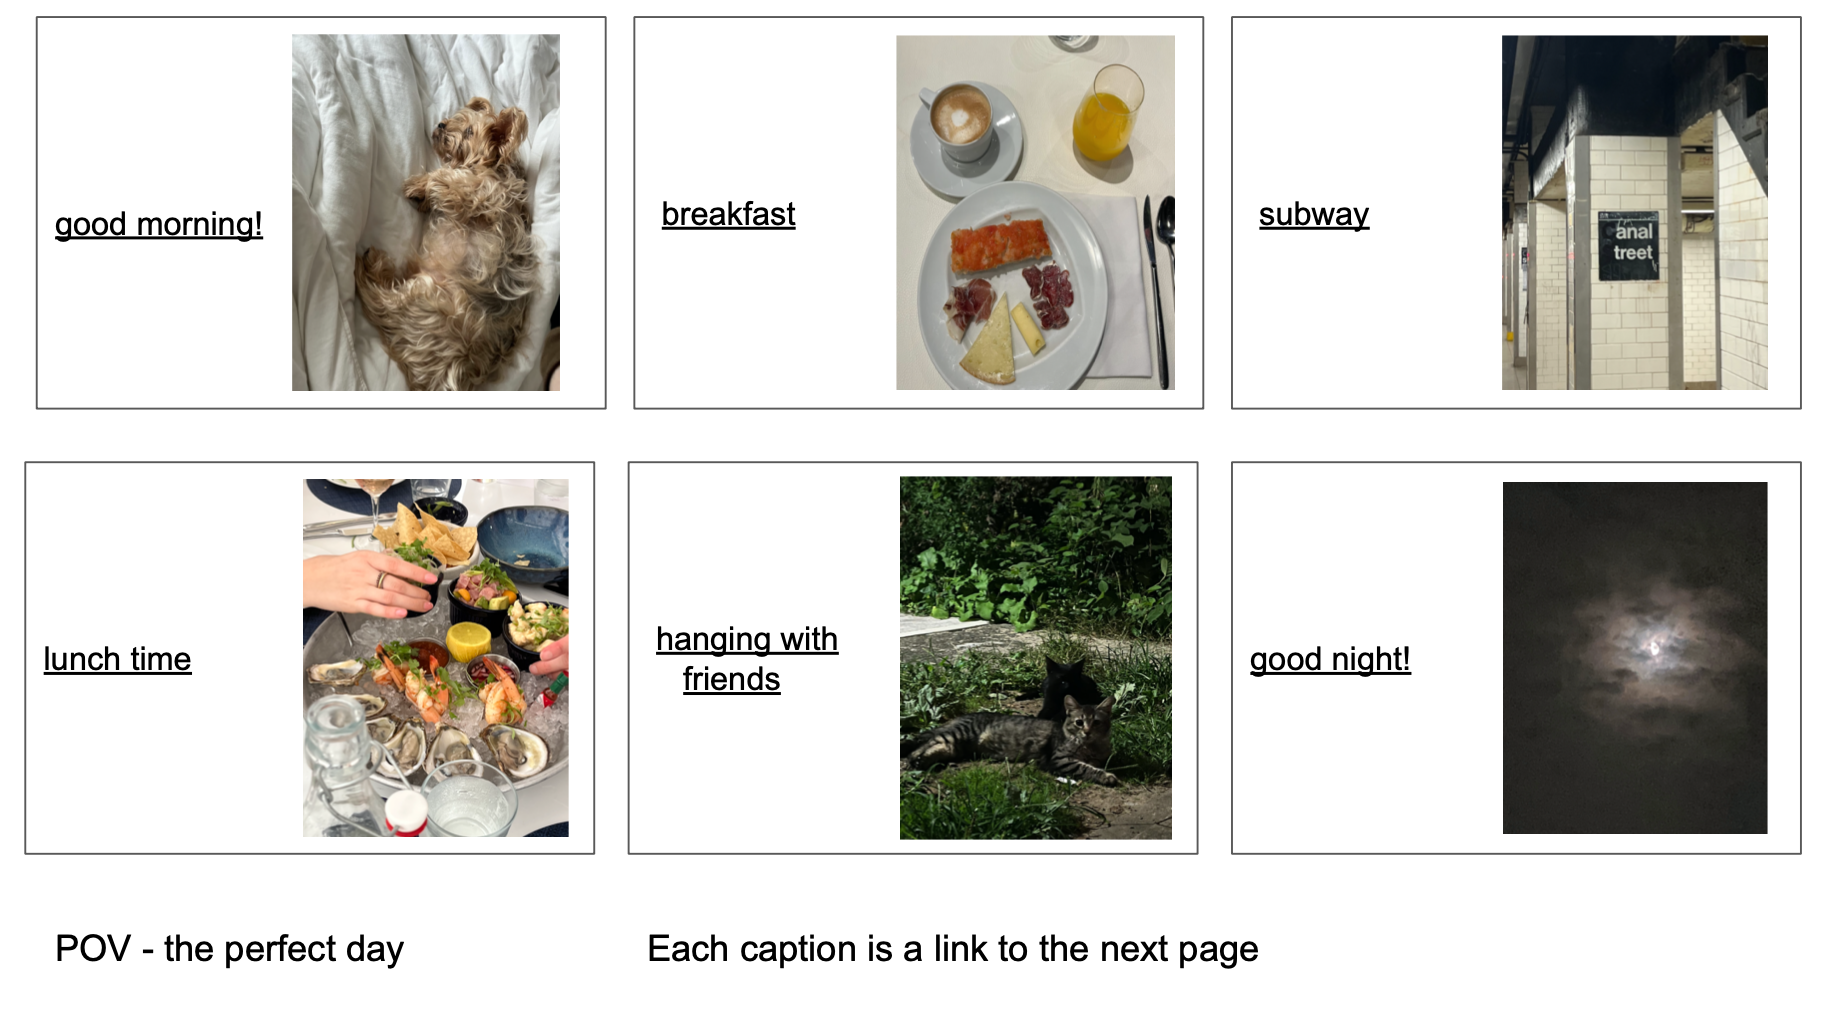 good morning!
breakfast
subway
anal
treet
lunch time
hanging with
friends
good night!
POV - the perfect day
Each caption is a link to the next page